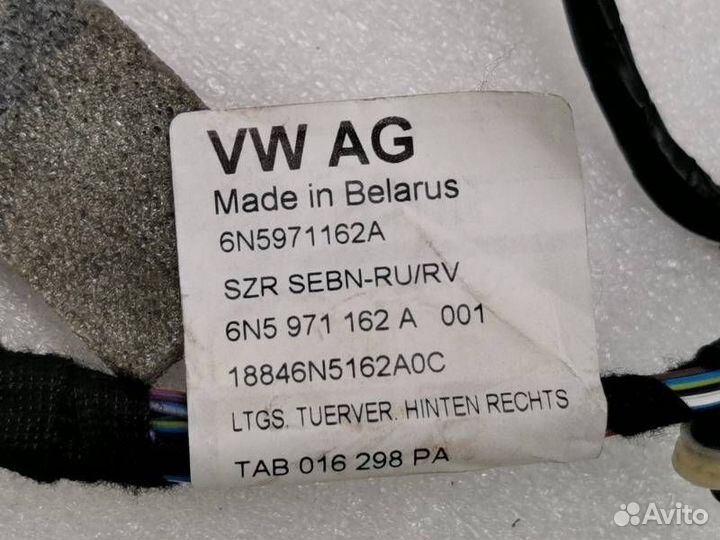 VW AG
Made in Belarus
6N5971162A
SZR SEBN-RU/RV
6N5 971 162 A 001
18846N5162A0C
LTGS. TUERVER. HINTEN RECHTS
TAB 016 298 PA
Avito